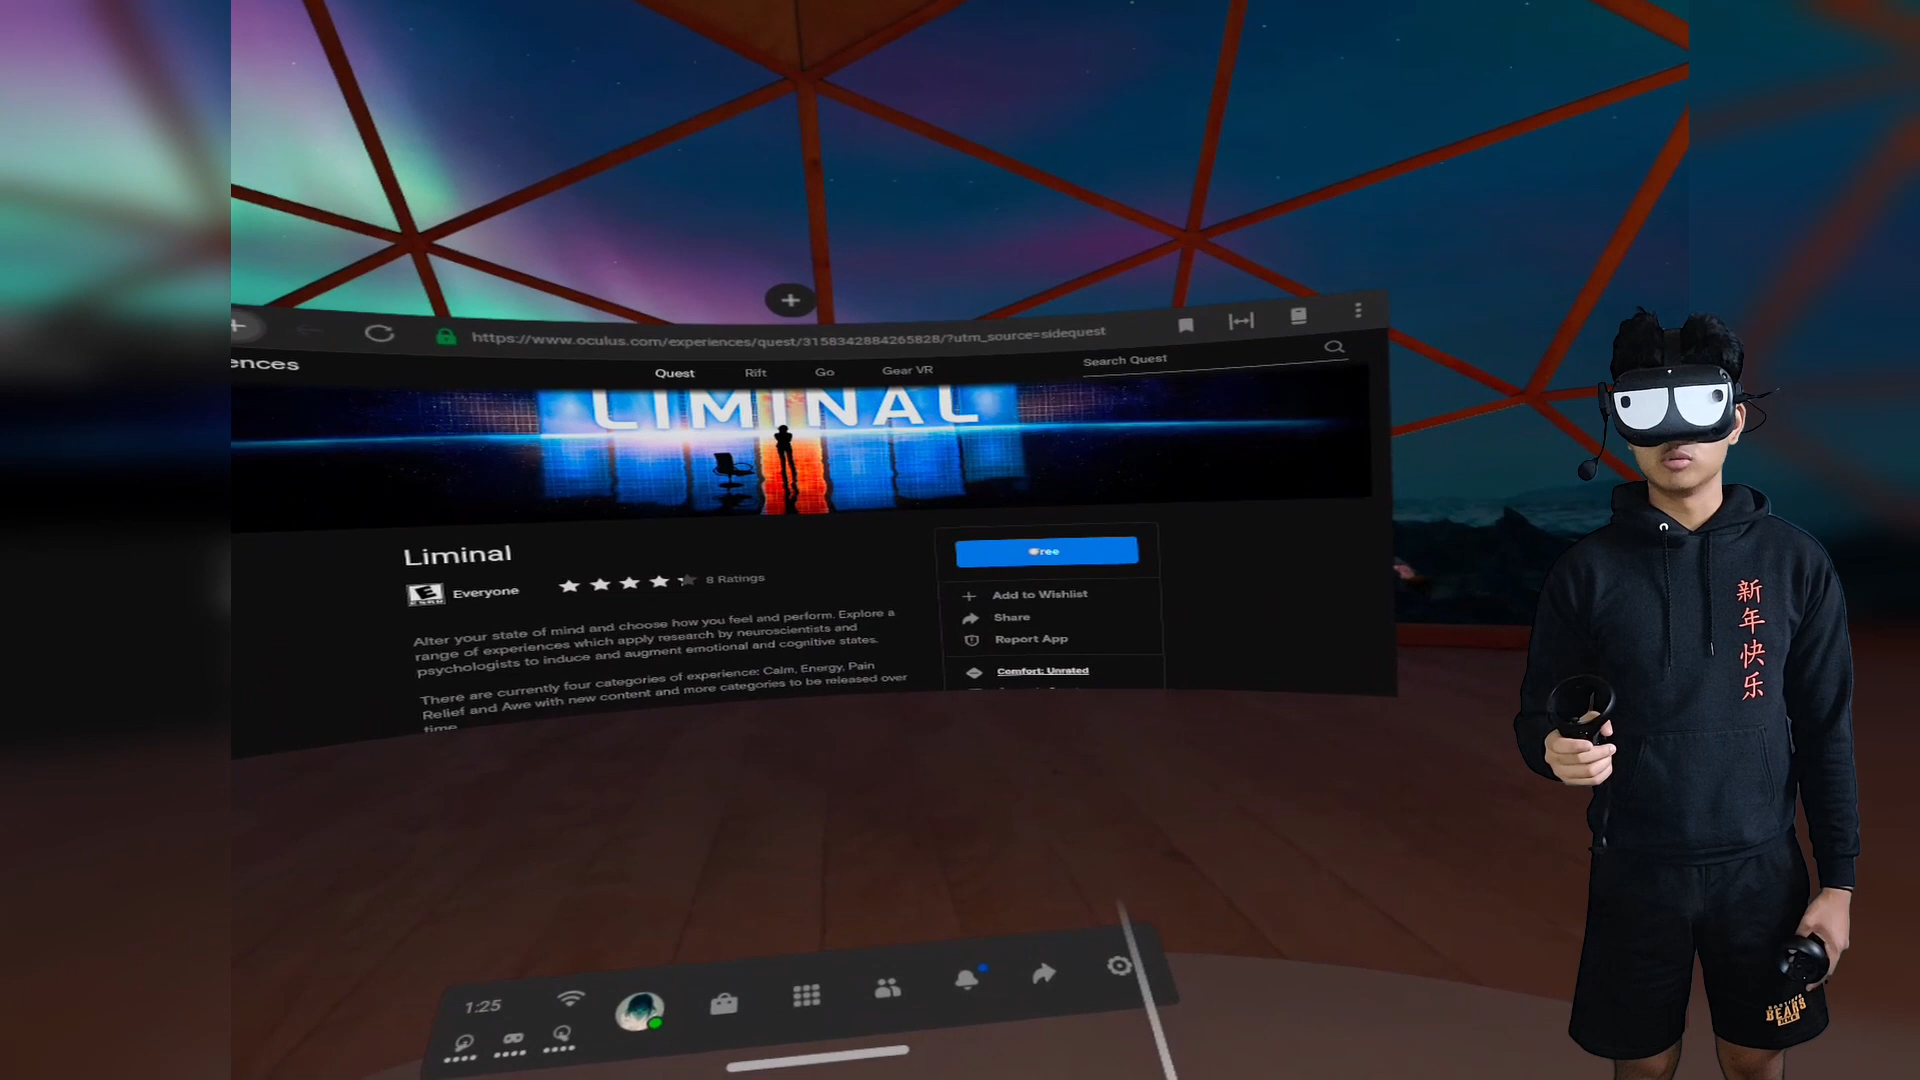 https://www.oculus.com/experiences/quest/3158342884265828/?utm_source=sidequest
ences
Quest
Rift
Go
Gear VR
Search Quest
LIMINAL
Liminal
Everyone
8 Ratings
Free
Add to Wishlist
Share
Report App
Comfort: Unrated
Alter your state of mind and choose how you feel and perform. Explore a
range of experiences which apply research by neuroscientists and
psychologists to induce and augment emotional and cognitive states.
There are currently four categories of experience: Calm, Energy, Pain
Relief and Awe with new content and more categories to be released over
time.
1:25
新
年
快
乐
BEARS